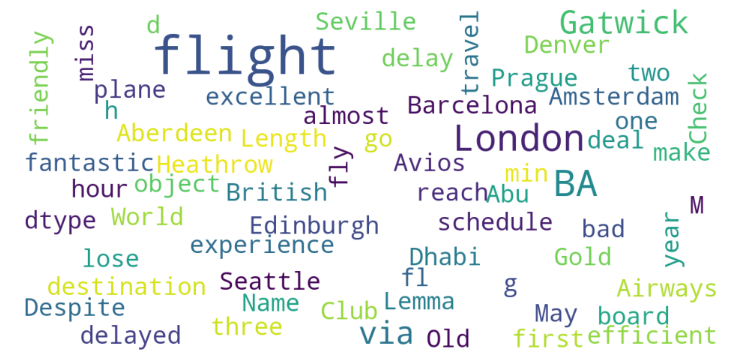 Seville
Gatwick
d
travel
flight
Denver
miss
delay
friendly
two
Prague
plane
excellent
Amsterdam
Check
h
almost
Barcelona
one
Aberdeen
Length
go
London
deal
make
fantastic
Heathrow
fly
Avios
min
BA
hour
object
British
reach
Abu
M
dtype
World
Edinburgh
schedule
bad
year
experience
lose
Dhabi
Gold
destination
Seattle
fl
g
Airways
Despite
Name
Club
Lemma
May
board
delayed
three
via
Old
first
efficient